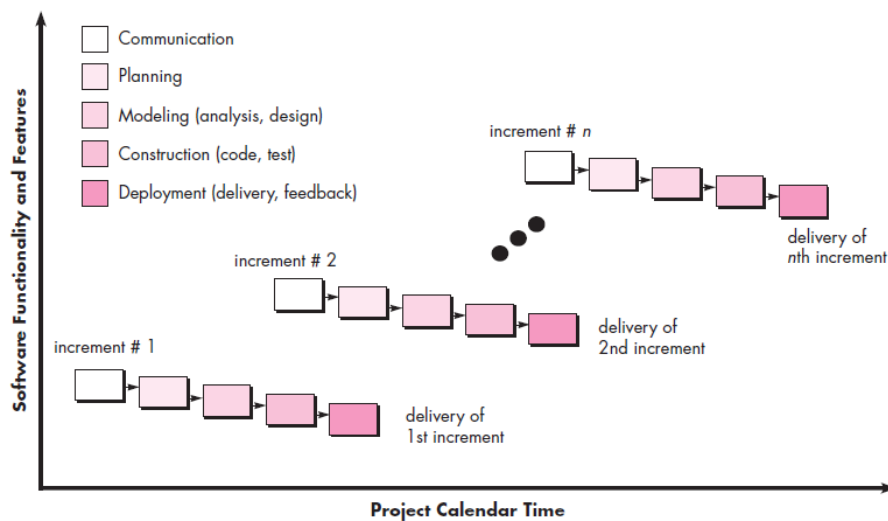 Software Functionality and Features
Communication
Planning
Modeling (analysis, design)
Construction (code, test)
Deployment (delivery, feedback)
increment # n
delivery of
nth increment
increment # 2
delivery of
2nd increment
increment # 1
delivery of
1st increment
Project Calendar Time